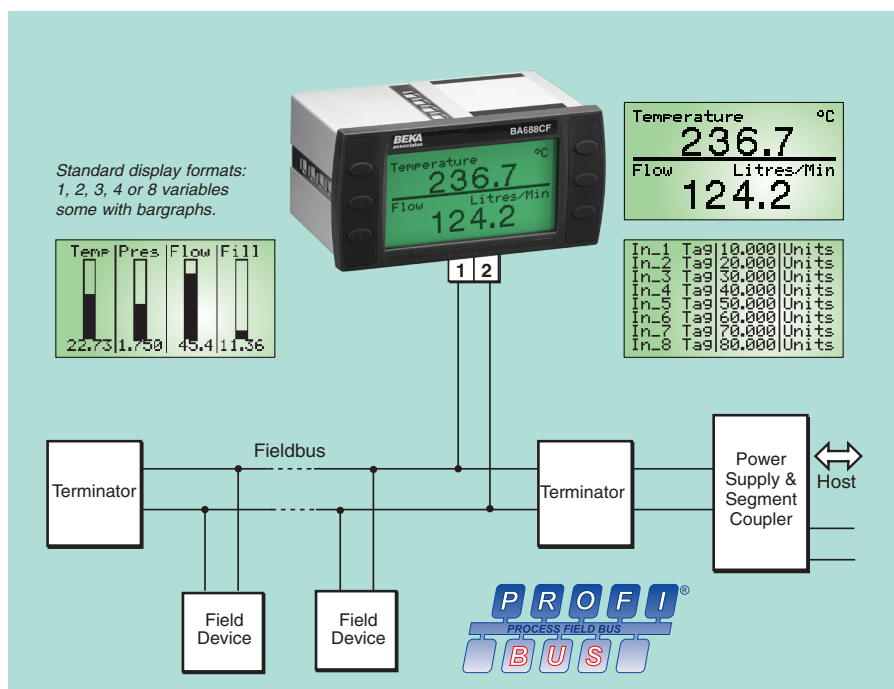 BEKA
associates
BA688CF
Temperature °C
236.7
Flow Litres/Min
124.2
1 2
Temperature °C
236.7
Flow Litres/Min
124.2
Standard display formats:
1, 2, 3, 4 or 8 variables
some with bargraphs.
Temp Pres Flow Fill
22.73 1.750 45.4 11.36
In_1 Tag 10.000 Units
In_2 Tag 20.000 Units
In_3 Tag 30.000 Units
In_4 Tag 40.000 Units
In_5 Tag 50.000 Units
In_6 Tag 60.000 Units
In_7 Tag 70.000 Units
In_8 Tag 80.000 Units
Fieldbus
Terminator
Terminator
Power
Supply &
Segment
Coupler
Host
Field
Device
Field
Device
PROFI®
PROCESS FIELD BUS
BUS